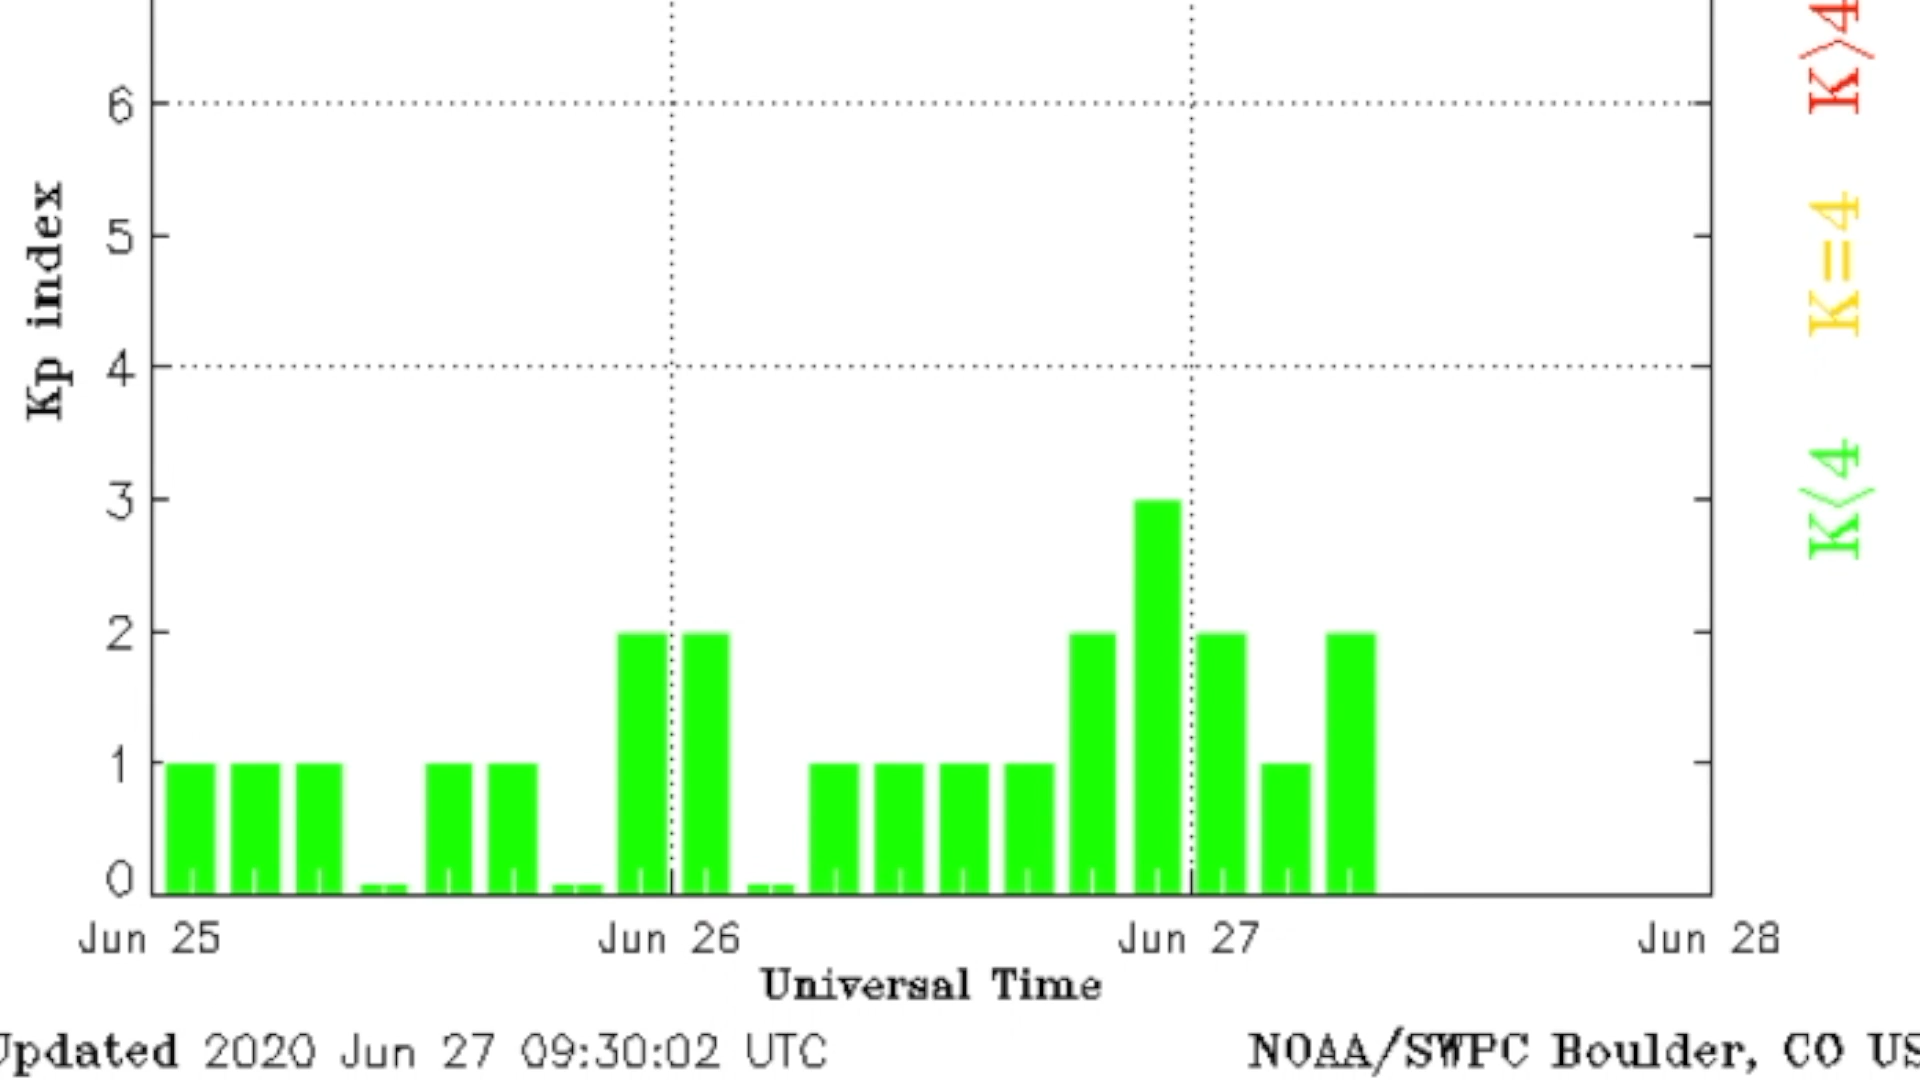 K>4
6
5
4
3
2
1
0
Kp index
K=4
K<4
Jun 25 Jun 26 Jun 27 Jun 28
Universal Time
Updated 2020 Jun 27 09:30:02 UTC NOAA/SWPC Boulder, CO US